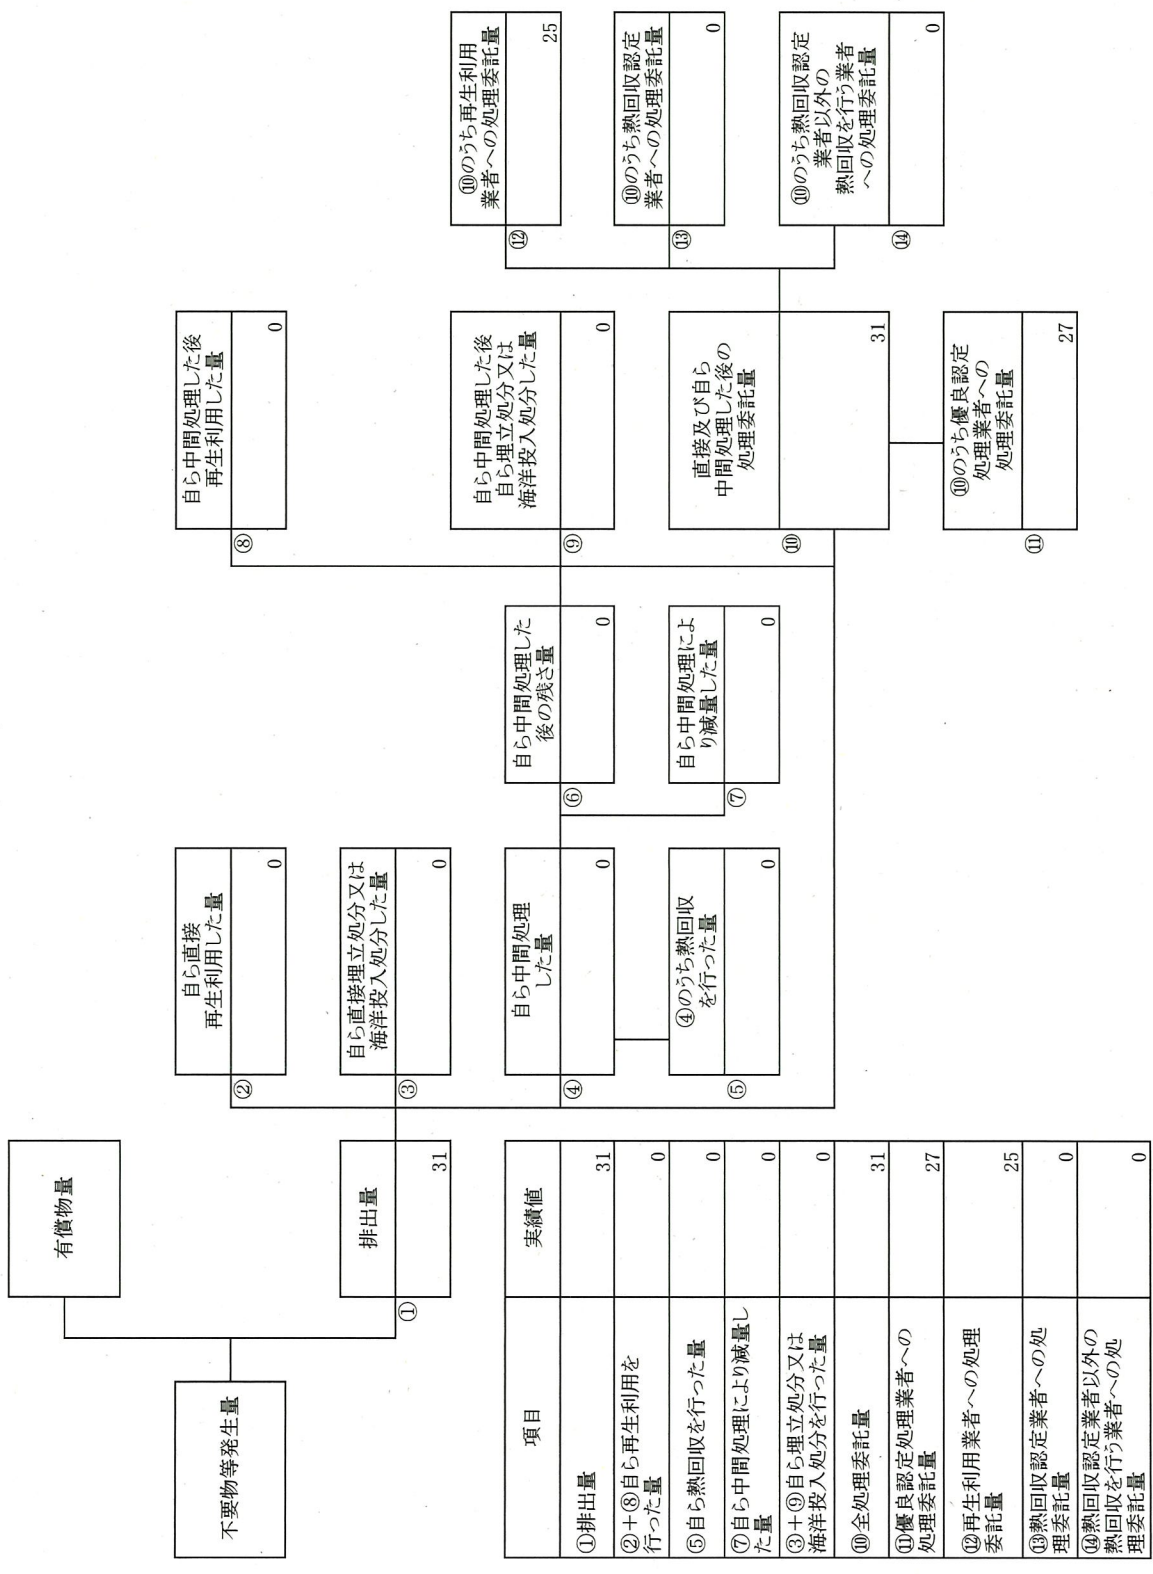 有償物量
不要物等発生量
排出量
①
31
自ら直接
再生利用した量
②
0
自ら直接埋立処分又は
海洋投入処分した量
③
0
自ら中間処理
した量
④
0
④のうち熱回収
を行った量
⑤
0
自ら中間処理した
後の残さ量
⑥
0
自ら中間処理によ
り減量した量
⑦
0
自ら中間処理した後
再生利用した量
⑧
0
自ら中間処理した後
自ら埋立処分又は
海洋投入処分した量
⑨
0
直接及び自ら
中間処理した後の
処理委託量
⑩
31
⑩のうち優良認定
処理業者への
処理委託量
⑪
27
⑩のうち再生利用
業者への処理委託量
⑫
25
⑩のうち熱回収認定
業者への処理委託量
⑬
0
⑩のうち熱回収認定
業者以外の
熱回収を行う業者
への処理委託量
⑭
0
項目 実績値
①排出量 31
②+⑧自ら再生利用を
行った量 0
⑤自ら熱回収を行った量 0
⑦自ら中間処理により減量し
た量 0
③+⑨自ら埋立処分又は
海洋投入処分を行った量 0
⑩全処理委託量 31
⑪優良認定処理業者への
処理委託量 27
⑫再生利用業者への処理
委託量 25
⑬熱回収認定業者への処
理委託量 0
⑭熱回収認定業者以外の
熱回収を行う業者への処
理委託量 0